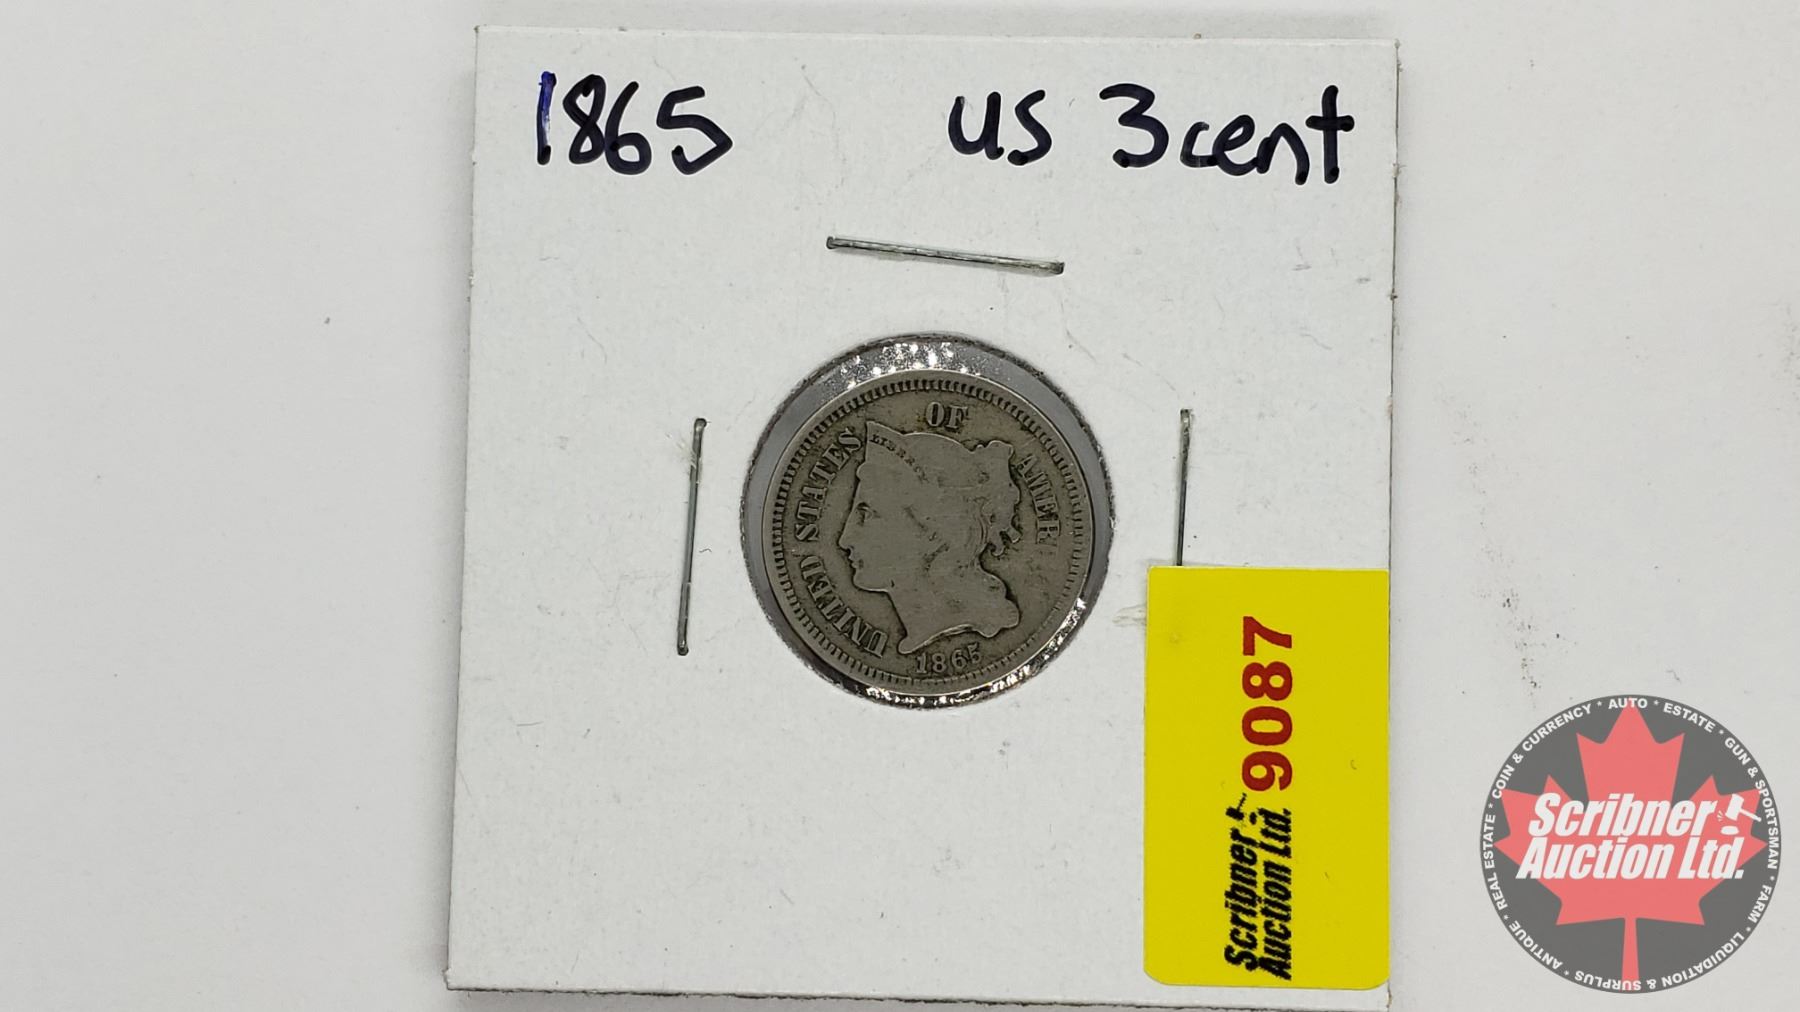 1865 US 3cent
UNITED STATES OF AMERI
LIBERTY
1865
9087
Scribner
Auction Ltd.
COIN & CURRENCY * AUTO * ESTATE * GUN & SPORTSMAN * FARM * LIQUIDATION & SURPLUS * ANTIQUE * REAL ESTATE *
Scribner
Auction Ltd.